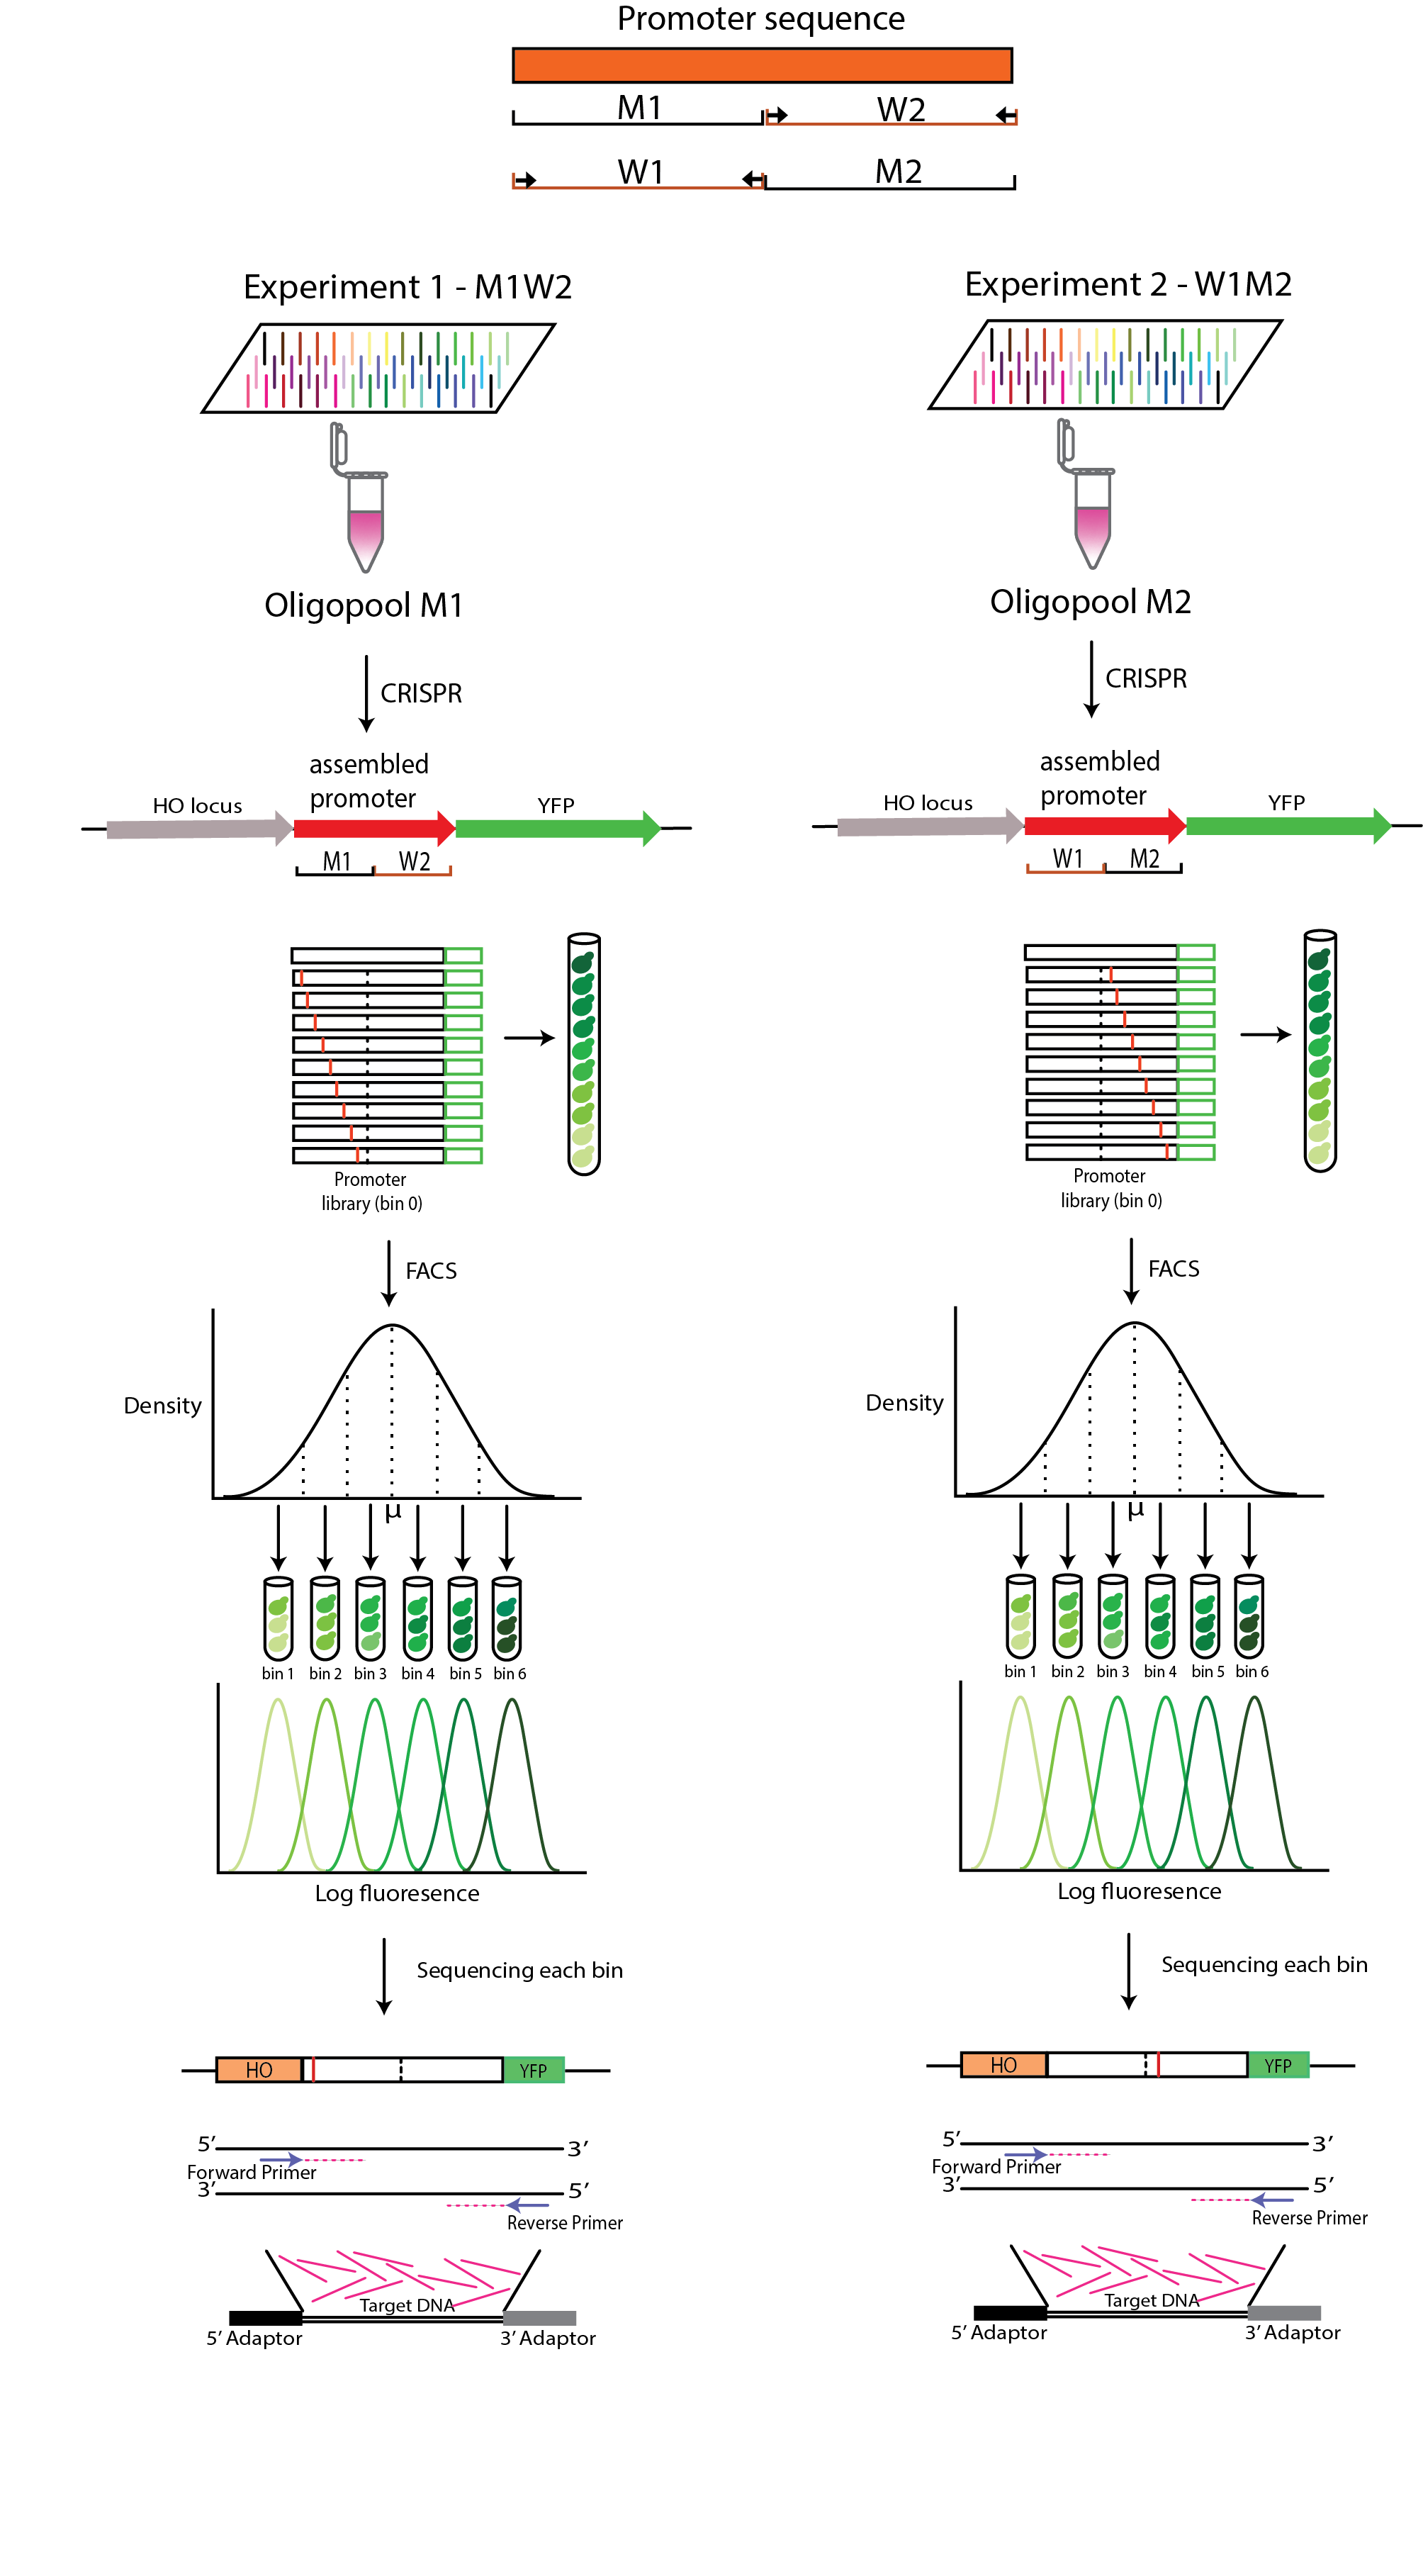 Promoter sequence
M1 W2
W1 M2
Experiment 1 - M1W2
Oligopool M1
CRISPR
assembled
promoter
HO locus
YFP
M1 W2
Promoter
library (bin 0)
FACS
Density
μ
bin 1 bin 2 bin 3 bin 4 bin 5 bin 6
Log fluoresence
Sequencing each bin
HO YFP
5’ 3’
Forward Primer
3’ 5’
Reverse Primer
Target DNA
5’ Adaptor 3’ Adaptor
Experiment 2 - W1M2
Oligopool M2
CRISPR
assembled
promoter
HO locus
YFP
W1 M2
Promoter
library (bin 0)
FACS
Density
μ
bin 1 bin 2 bin 3 bin 4 bin 5 bin 6
Log fluoresence
Sequencing each bin
HO YFP
5’ 3’
Forward Primer
3’ 5’
Reverse Primer
Target DNA
5’ Adaptor 3’ Adaptor